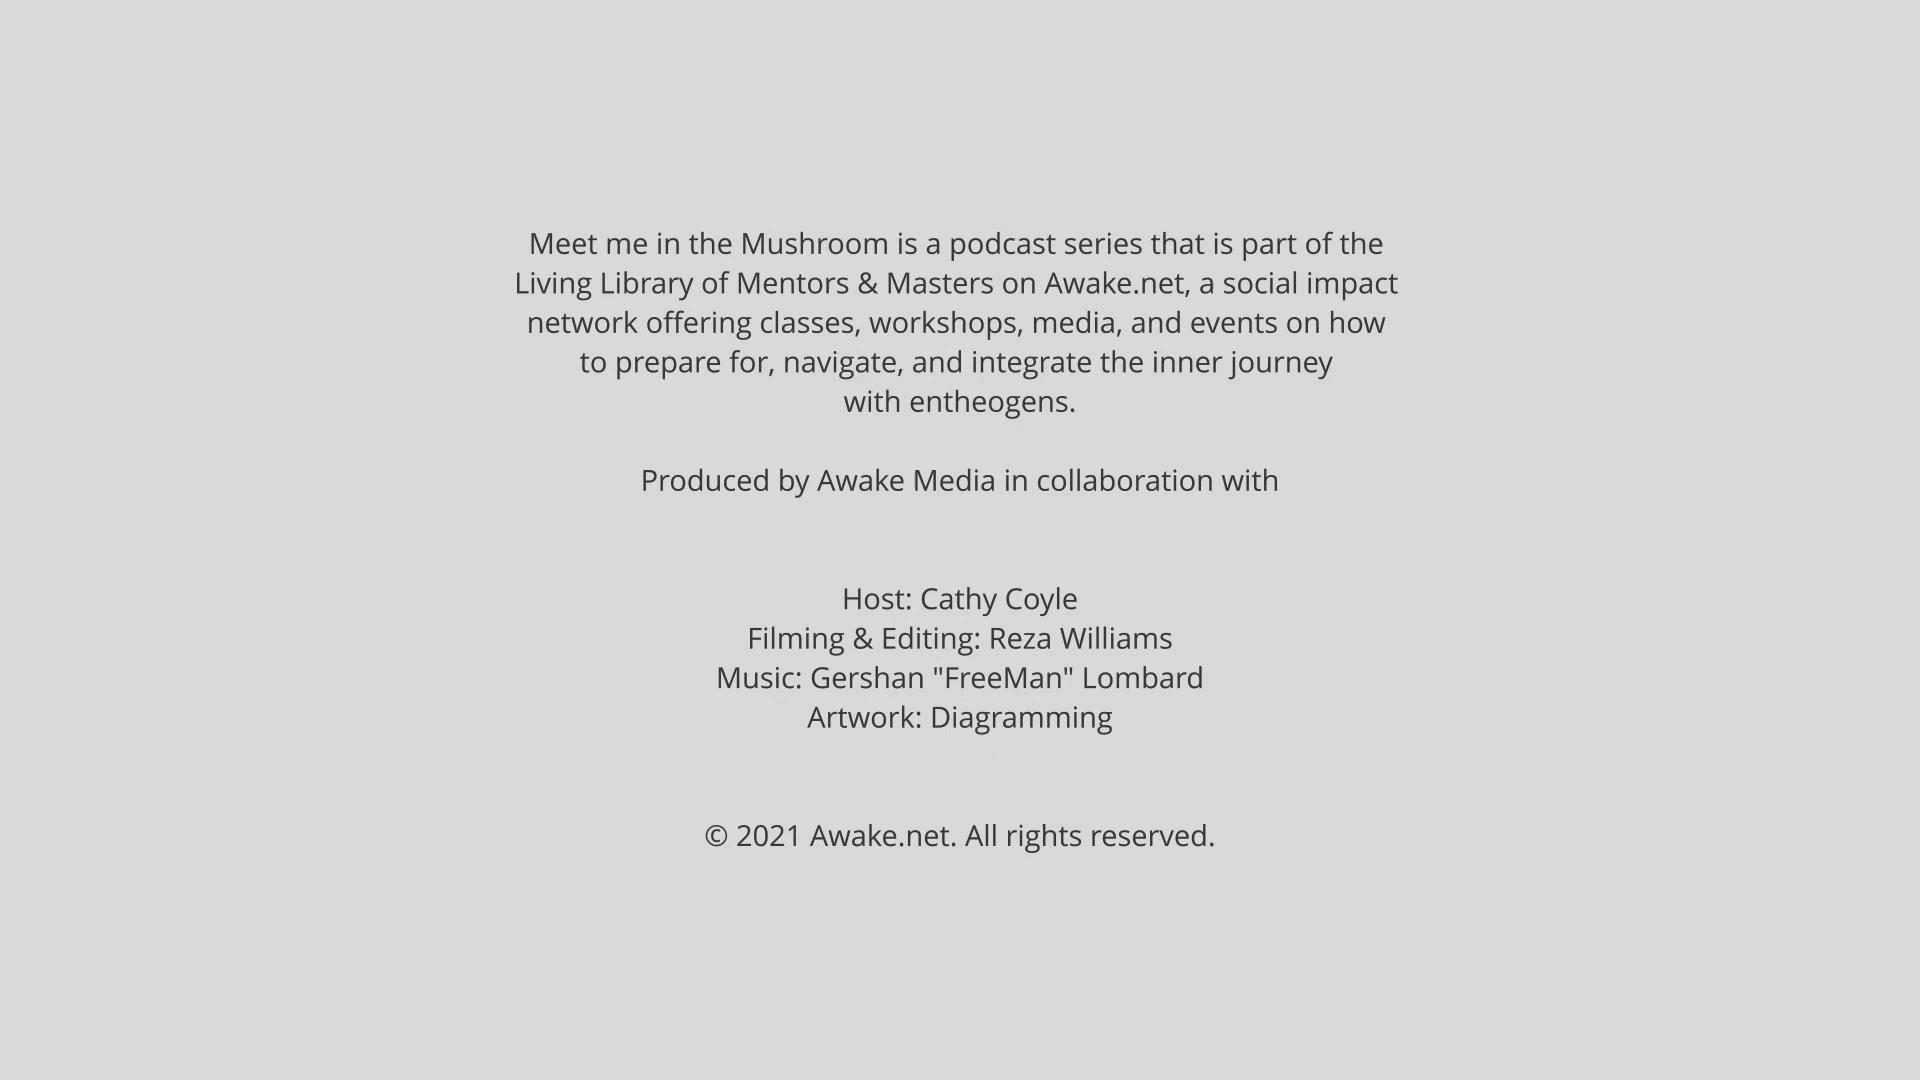 Meet me in the Mushroom is a podcast series that is part of the
Living Library of Mentors & Masters on Awake.net, a social impact
network offering classes, workshops, media, and events on how
to prepare for, navigate, and integrate the inner journey
with entheogens.
Produced by Awake Media in collaboration with
Host: Cathy Coyle
Filming & Editing: Reza Williams
Music: Gershan "FreeMan" Lombard
Artwork: Diagramming
© 2021 Awake.net. All rights reserved.